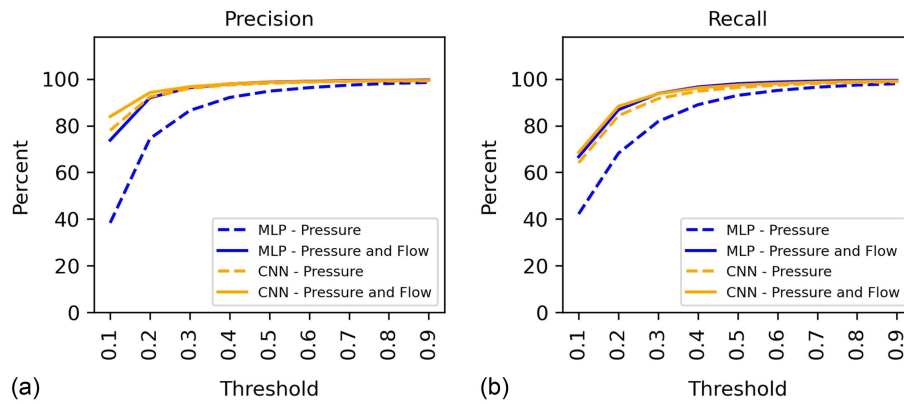 Precision
Percent
100
80
60
40
20
0
MLP - Pressure
MLP - Pressure and Flow
CNN - Pressure
CNN - Pressure and Flow
0.1 0.2 0.3 0.4 0.5 0.6 0.7 0.8 0.9
(a) Threshold
Recall
Percent
100
80
60
40
20
0
MLP - Pressure
MLP - Pressure and Flow
CNN - Pressure
CNN - Pressure and Flow
0.1 0.2 0.3 0.4 0.5 0.6 0.7 0.8 0.9
(b) Threshold